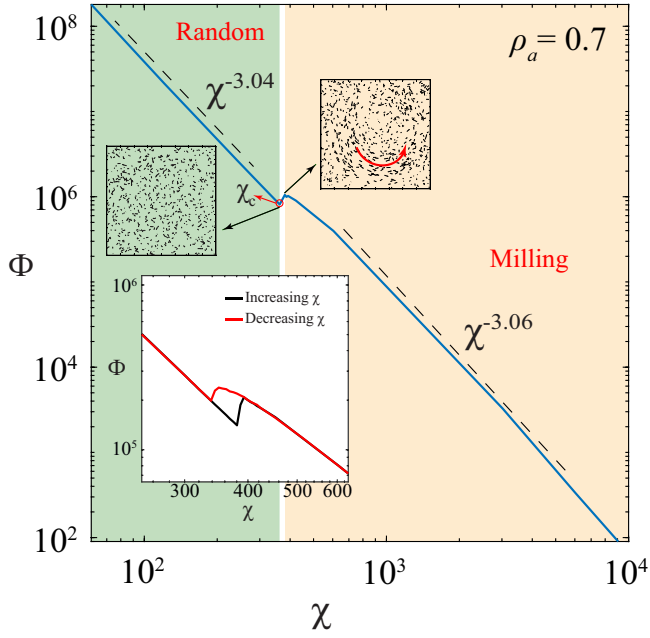 10^8
Random
ρ_a = 0.7
χ^{-3.04}
10^6
χ_c
Φ
Milling
10^6
Increasing χ
Decreasing χ
Φ
χ^{-3.06}
10^4
10^5
300
400
500
600
χ
10^2
10^2
10^3
10^4
χ